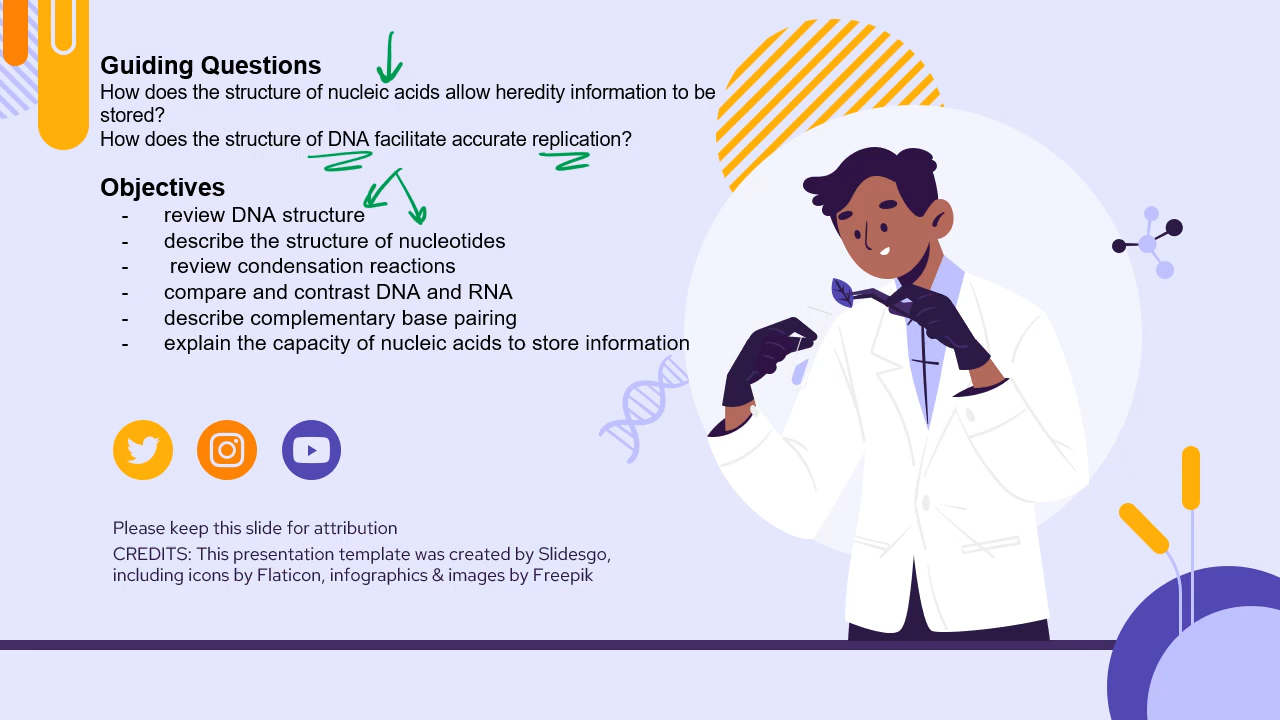 Guiding Questions
How does the structure of nucleic acids allow heredity information to be
stored?
How does the structure of DNA facilitate accurate replication?
Objectives
- review DNA structure
- describe the structure of nucleotides
- review condensation reactions
- compare and contrast DNA and RNA
- describe complementary base pairing
- explain the capacity of nucleic acids to store information
Please keep this slide for attribution
CREDITS: This presentation template was created by Slidesgo,
including icons by Flaticon, infographics & images by Freepik